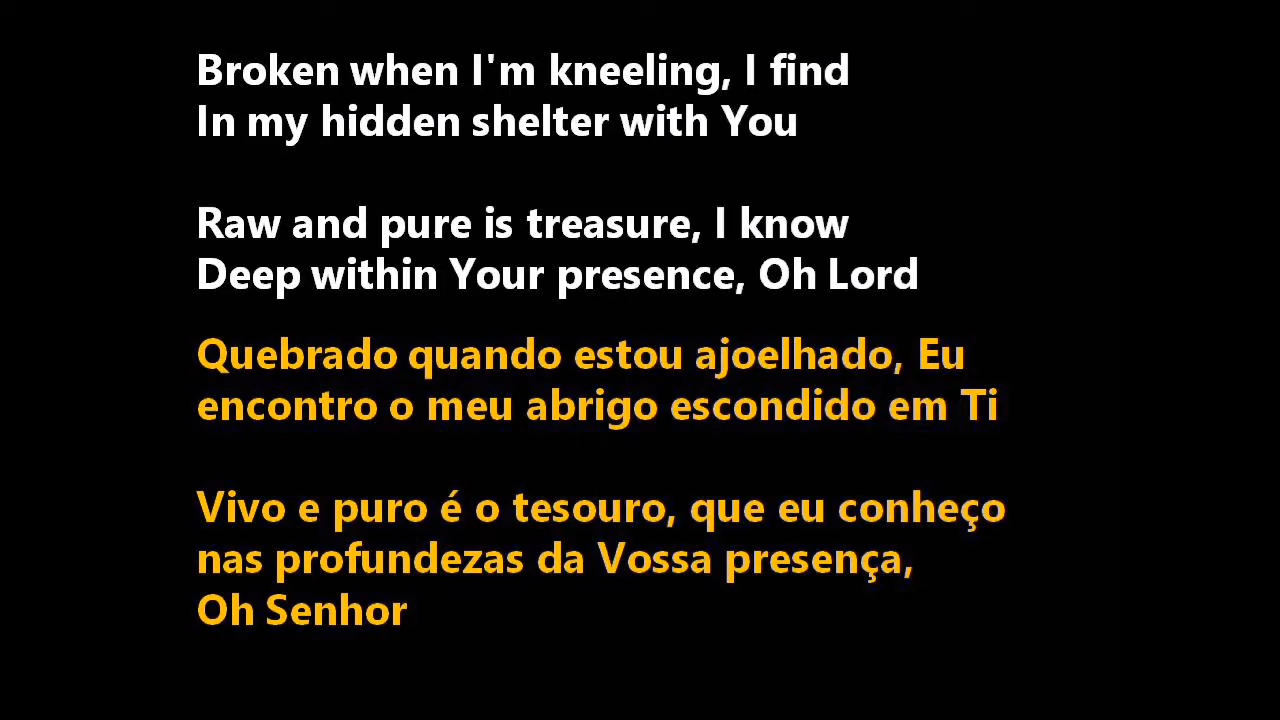 Broken when I'm kneeling, I find
In my hidden shelter with You
Raw and pure is treasure, I know
Deep within Your presence, Oh Lord
Quebrado quando estou ajoelhado, Eu
encontro o meu abrigo escondido em Ti
Vivo e puro é o tesouro, que eu conheço
nas profundezas da Vossa presença,
Oh Senhor